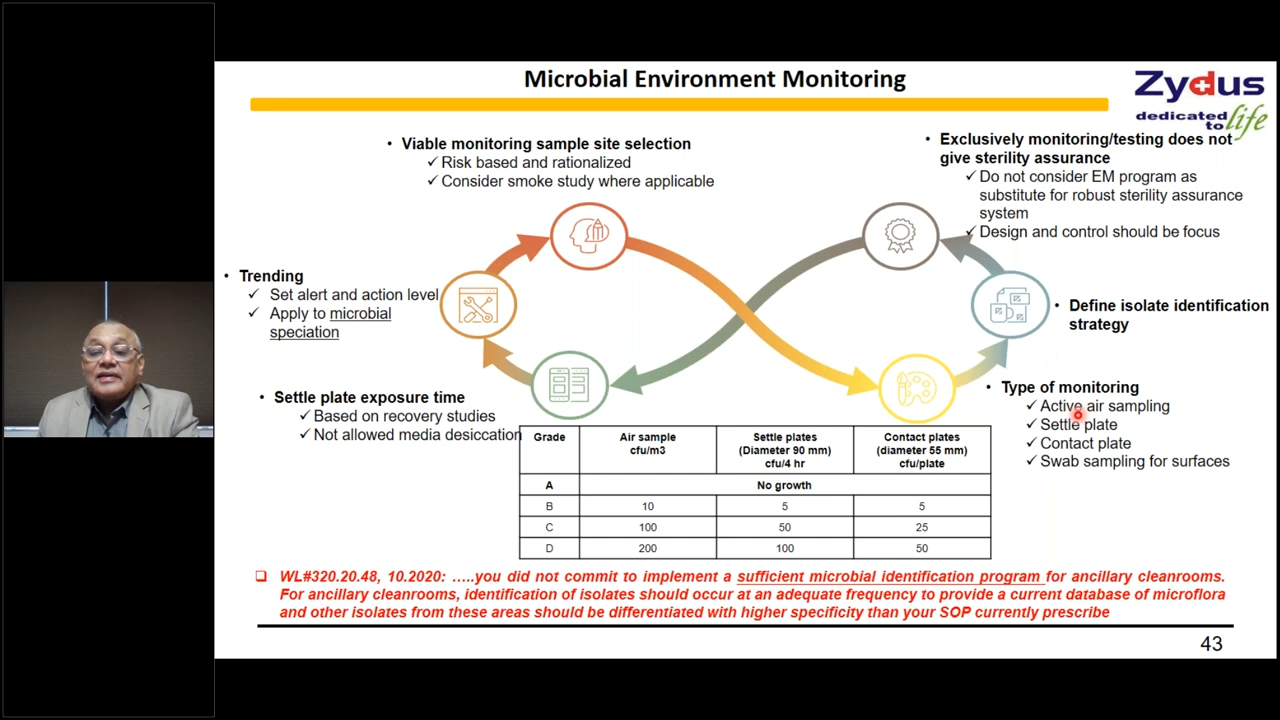 Microbial Environment Monitoring
Zydus
dedicated
to life
• Viable monitoring sample site selection
✓ Risk based and rationalized
✓ Consider smoke study where applicable
• Exclusively monitoring/testing does not
give sterility assurance
✓ Do not consider EM program as
substitute for robust sterility assurance
system
✓ Design and control should be focus
• Trending
✓ Set alert and action level
✓ Apply to microbial
speciation
• Define isolate identification
strategy
• Settle plate exposure time
✓ Based on recovery studies
✓ Not allowed media desiccation
• Type of monitoring
✓ Active air sampling
✓ Settle plate
✓ Contact plate
✓ Swab sampling for surfaces
Grade Air sample Settle plates Contact plates
cfu/m3 (Diameter 90 mm) (diameter 55 mm)
cfu/4 hr cfu/plate
A No growth
B 10 5 5
C 100 50 25
D 200 100 50
❑ WL#320.20.48, 10.2020: …..you did not commit to implement a sufficient microbial identification program for ancillary cleanrooms.
For ancillary cleanrooms, identification of isolates should occur at an adequate frequency to provide a current database of microflora
and other isolates from these areas should be differentiated with higher specificity than your SOP currently prescribe
43